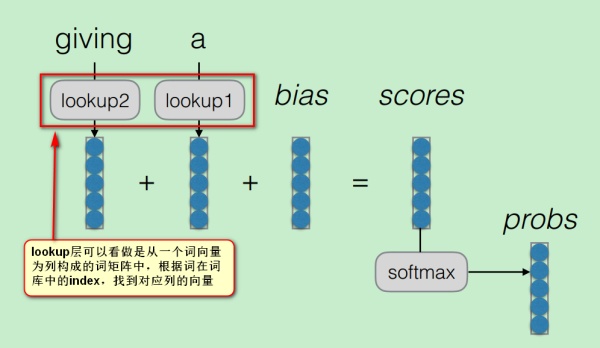 giving a
lookup2 lookup1 bias scores
+ + =
lookup层可以看做是从一个词向量
为列构成的词矩阵中，根据词在词
库中的index，找到对应列的向量
probs
softmax